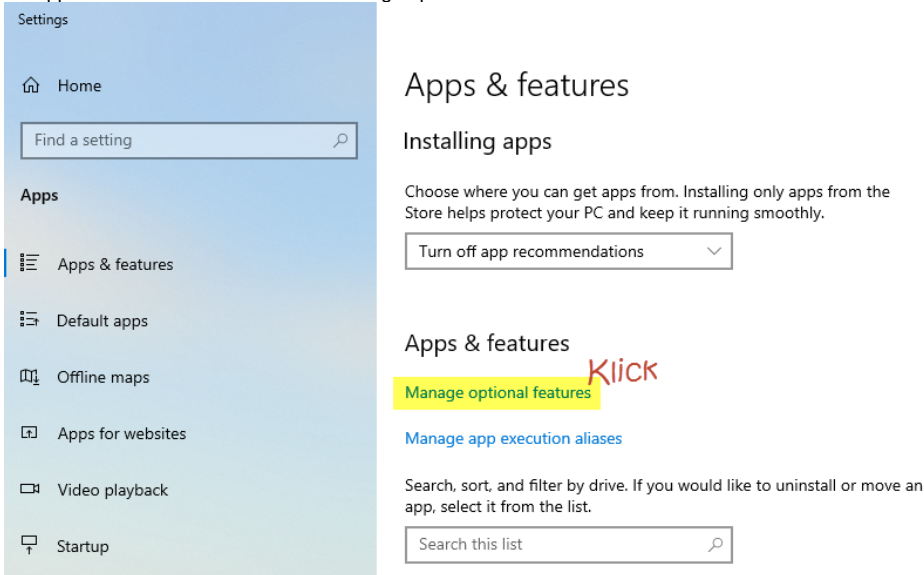 Settings
Home
Find a setting
Apps
Apps & features
Default apps
Offline maps
Apps for websites
Video playback
Startup
Apps & features
Installing apps
Choose where you can get apps from. Installing only apps from the
Store helps protect your PC and keep it running smoothly.
Turn off app recommendations
Apps & features
Klick
Manage optional features
Manage app execution aliases
Search, sort, and filter by drive. If you would like to uninstall or move an
app, select it from the list.
Search this list